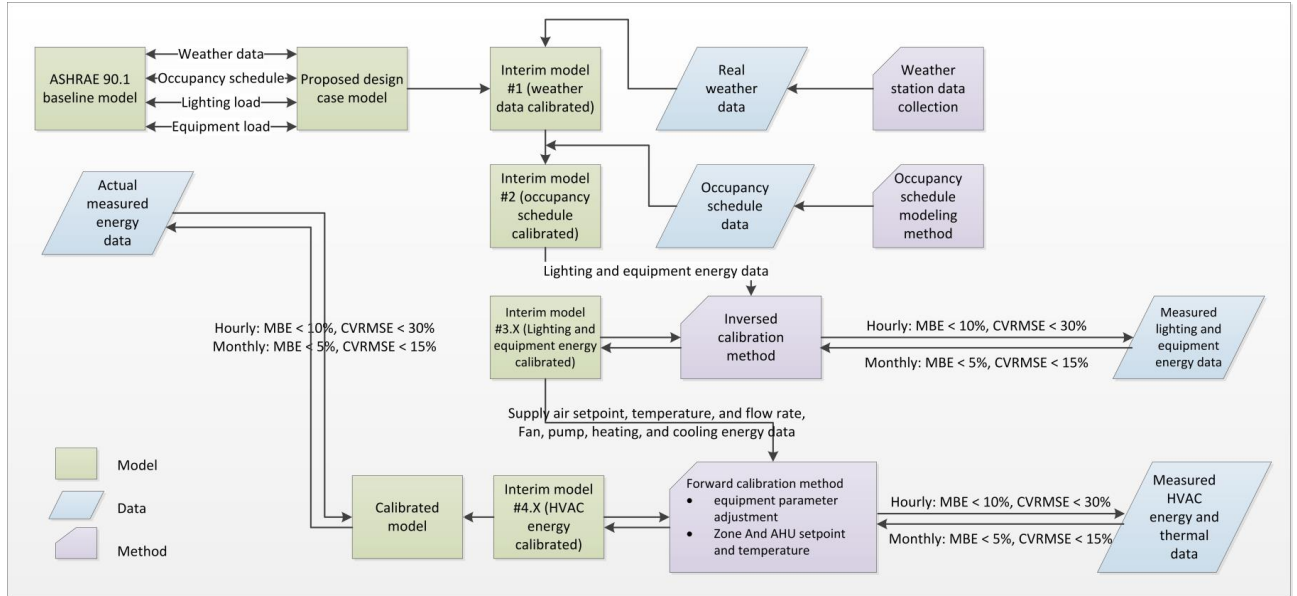 ASHRAE 90.1
baseline model
Weather data
Occupancy schedule
Lighting load
Equipment load
Proposed design
case model
Interim model
#1 (weather
data calibrated)
Real
weather
data
Weather
station data
collection
Actual
measured
energy
data
Interim model
#2 (occupancy
schedule
calibrated)
Occupancy
schedule
data
Occupancy
schedule
modeling
method
Lighting and equipment energy data
Hourly: MBE < 10%, CVRMSE < 30%
Monthly: MBE < 5%, CVRMSE < 15%
Interim model
#3.X (Lighting and
equipment energy
calibrated)
Inversed
calibration
method
Hourly: MBE < 10%, CVRMSE < 30%
Monthly: MBE < 5%, CVRMSE < 15%
Measured
lighting and
equipment
energy data
Supply air setpoint, temperature, and flow rate,
Fan, pump, heating, and cooling energy data
Model
Data
Method
Calibrated
model
Interim model
#4.X (HVAC
energy
calibrated)
Forward calibration method
• equipment parameter
adjustment
• Zone And AHU setpoint
and temperature
Hourly: MBE < 10%, CVRMSE < 30%
Monthly: MBE < 5%, CVRMSE < 15%
Measured
HVAC
energy and
thermal
data